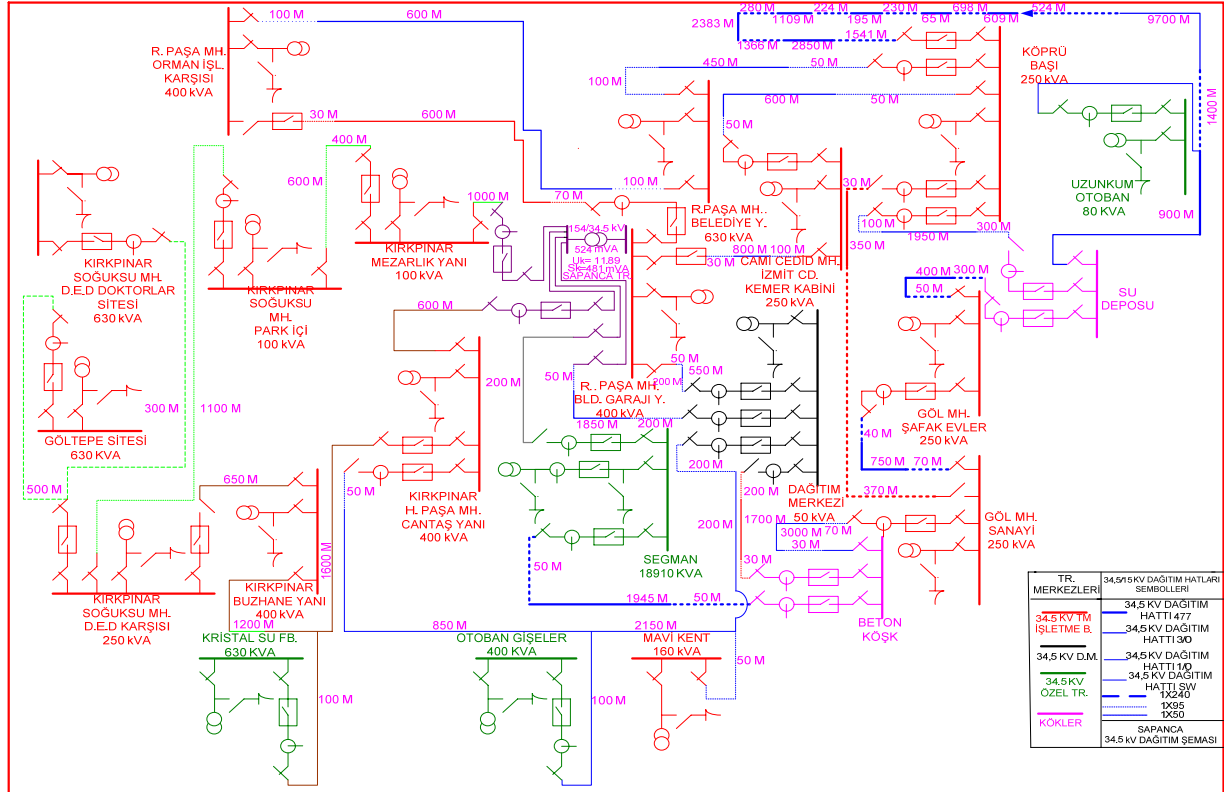 100 M
600 M
R. PAŞA MH.
ORMAN İŞL.
KARŞISI
400 kVA
30 M
600 M
280 M
224 M
230 M
698 M
524 M
9700 M
2383 M
1109M
195 M
65 M
609 M
1541 M
1366 M
2850 M
450 M
50 M
100 M
600 M
50 M
50 M
KÖPRÜ
BAŞI
250 kVA
1400 M
UZUNKUM
OTOBAN
80 KVA
900 M
400 M
600 M
1000 M
70 M
100 M
30 M
100 M
300 M
1950 M
350 M
R.PAŞA MH..
BELEDİYE Y.
630 kVA
800 M
100 M
30 M
CAMİ CEDİD MH.
İZMİT CD.
KEMER KABİNİ
250 kVA
154/34.5 kV
524 mVA
Uk= 11.89
Sk=481 mVA
SAPANCA TR.
KIRKPINAR
MEZARLIK YANI
100 kVA
KIRKPINAR
SOĞUKSU MH.
D.E.D DOKTORLAR
SİTESİ
630 kVA
KIRKPINAR
SOĞUKSU
MH.
PARK İÇİ
100 kVA
400 M
300 M
50 M
SU
DEPOSU
600 M
200 M
50 M
50 M
550 M
200 M
R.. PAŞA MH.
BLD. GARAJI Y.
400 kVA
1850 M
200 M
GÖL MH.
ŞAFAK EVLER
250 kVA
40 M
750 M
70 M
370 M
GÖLTEPE SİTESİ
630 KVA
300 M
1100 M
500 M
650 M
50 M
KIRKPINAR
H. PAŞA MH.
CANTAŞ YANI
400 kVA
200 M
200 M
200 M
DAĞITIM
MERKEZİ
50 kVA
1700 M
3000 M
70 M
30 M
30 M
GÖL MH.
SANAYİ
250 kVA
SEGMAN
18910 KVA
50 M
1945 M
50 M
BETON
KÖŞK
1600 M
KIRKPINAR
BUZHANE YANI
400 kVA
KIRKPINAR
SOĞUKSU MH.
D.E.D KARŞISI
250 kVA
1200 M
850 M
2150 M
50 M
KRİSTAL SU FB.
630 kVA
100 M
OTOBAN GİŞELER
400 KVA
100 M
MAVİ KENT
160 kVA
TR.
MERKEZLERİ
34,5/15 KV DAĞITIM HATLARI
SEMBOLLERİ
34.5 KV TM
İŞLETME B.
34,5 KV DAĞITIM
HATTI 477
34,5 KV DAĞITIM
HATTI 3/0
34,5 KV D.M.
34,5 KV DAĞITIM
HATTI 1/0
34.5 KV
ÖZEL TR.
34,5 KV DAĞITIM
HATTI SW
1X240
1X95
1X50
KÖKLER
SAPANCA
34.5 kV DAĞITIM ŞEMASI